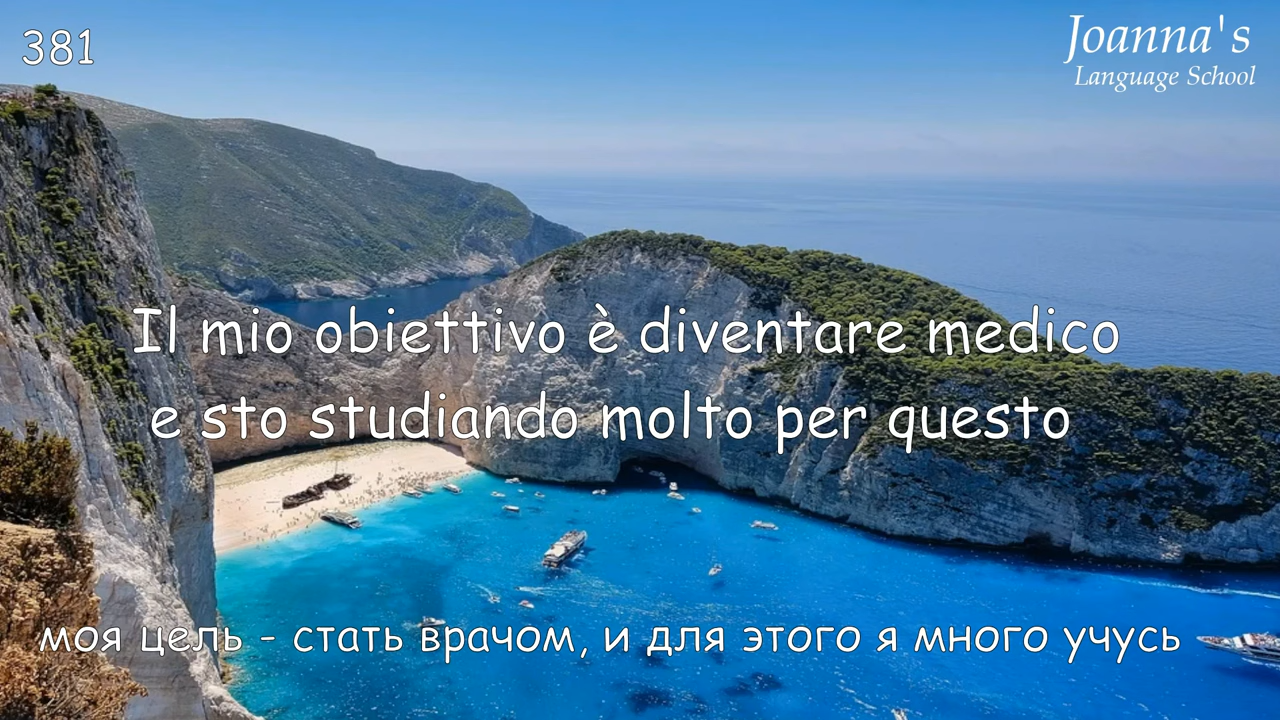 381
Joanna's
Language School
Il mio obiettivo è diventare medico
e sto studiando molto per questo
моя цель - стать врачом, и для этого я много учусь